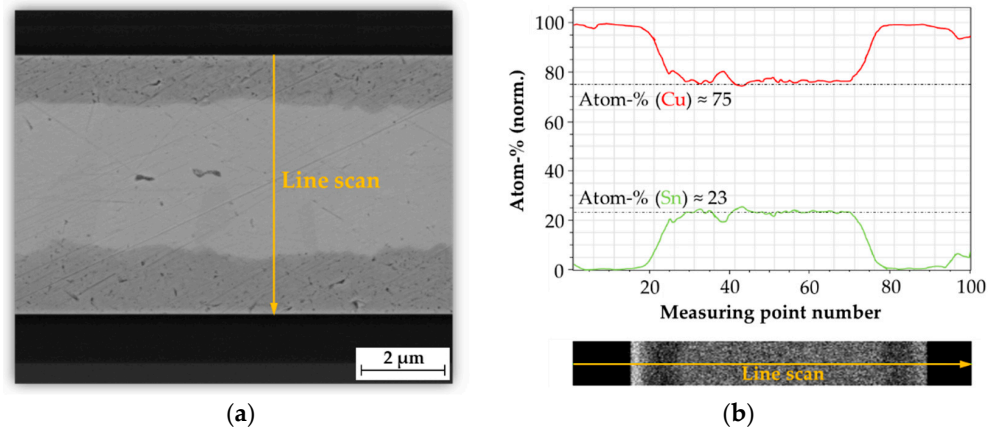 Line scan
2 μm
(a)
100
80
60
40
20
0
Atom-% (norm.)
Atom-% (Cu) ≈ 75
Atom-% (Sn) ≈ 23
20
40
60
80
100
Measuring point number
Line scan
(b)